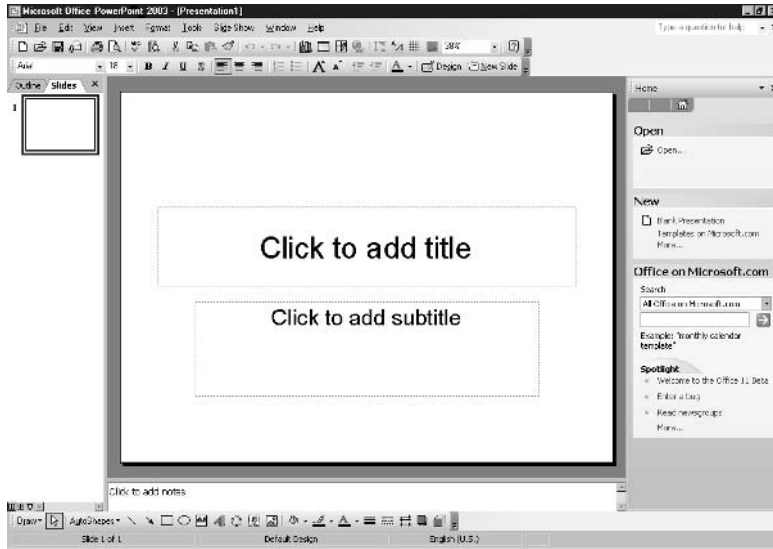 Microsoft Office PowerPoint 2003 - [Presentation1]
File Edit View Insert Format Tools Slide Show Window Help
Type a question for help
38%
Arial 18 B I U S A A A Design New Slide
Outline Slides
1
Home
Open
Open...
New
Blank Presentation
Templates on Microsoft.com
More...
Office on Microsoft.com
Search
All Office on Microsoft.com
Example: "monthly calendar
template"
Spotlight
Welcome to the Office 11 Beta
Enter a bug
Read newsgroups
More...
Click to add title
Click to add subtitle
Click to add notes
Draw AutoShapes
Slide 1 of 1 Default Design English (U.S.)